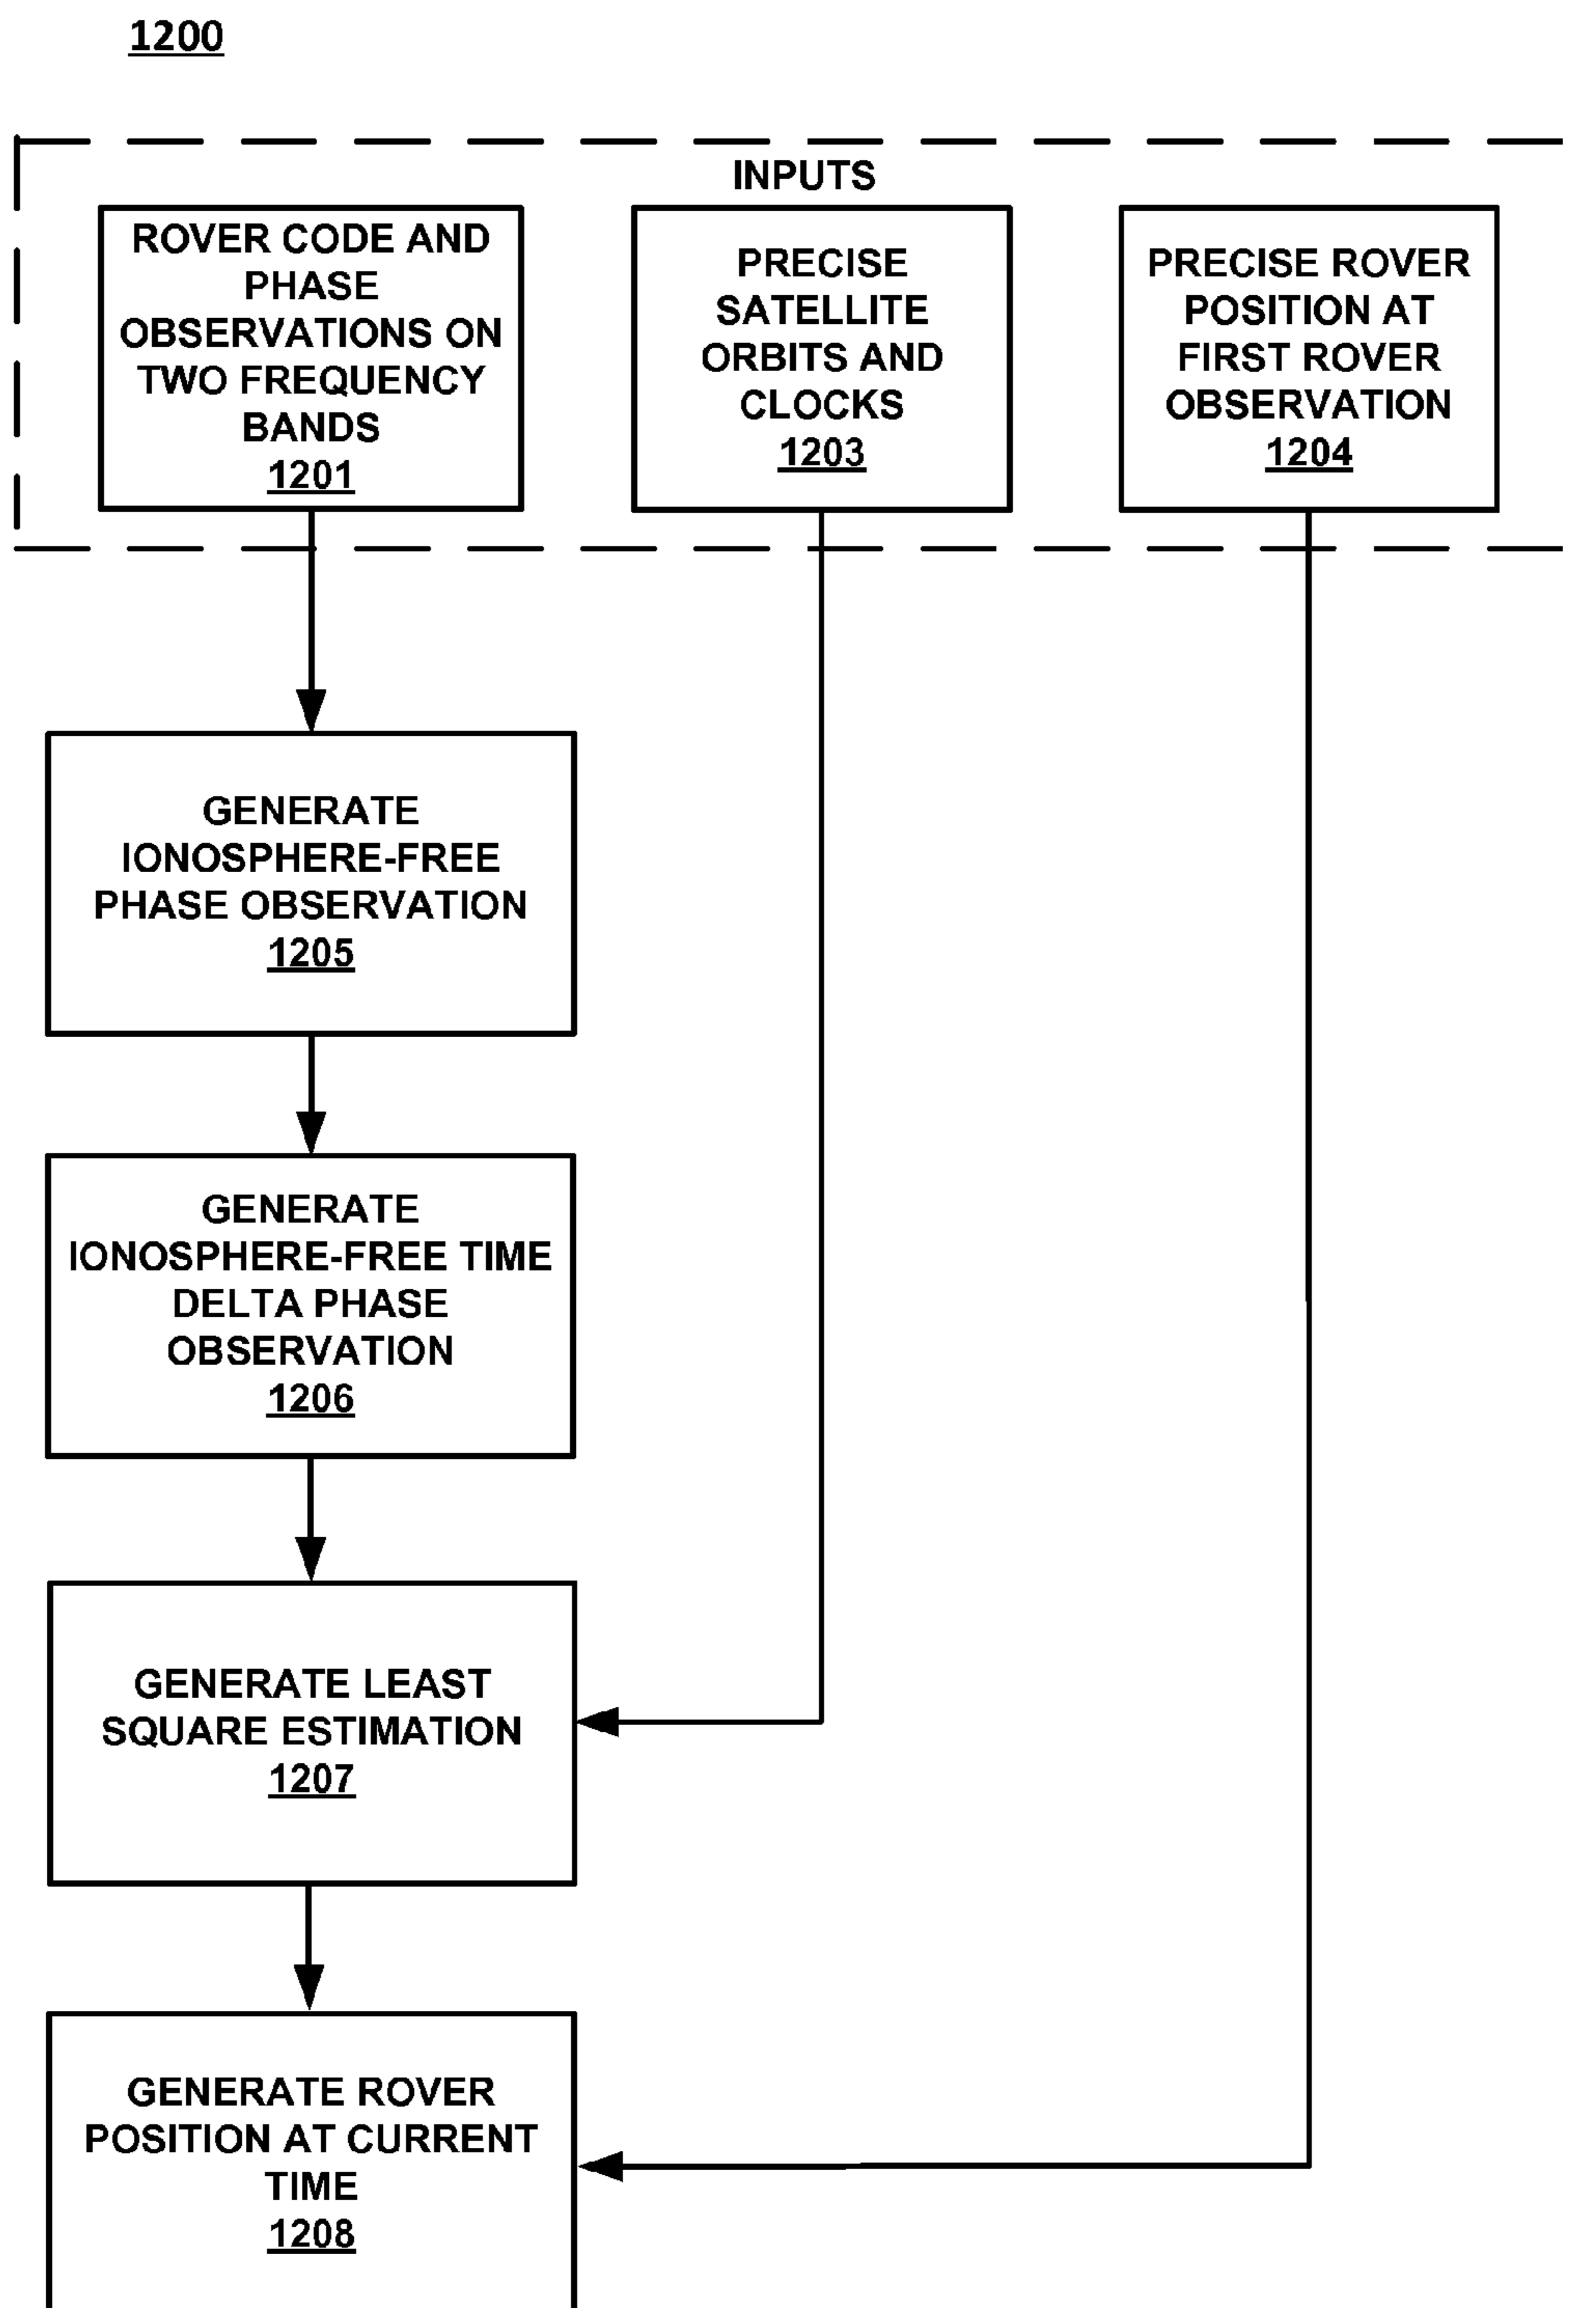 1200
INPUTS
ROVER CODE AND
PHASE
OBSERVATIONS ON
TWO FREQUENCY
BANDS
1201
PRECISE
SATELLITE
ORBITS AND
CLOCKS
1203
PRECISE ROVER
POSITION AT
FIRST ROVER
OBSERVATION
1204
GENERATE
IONOSPHERE-FREE
PHASE OBSERVATION
1205
GENERATE
IONOSPHERE-FREE TIME
DELTA PHASE
OBSERVATION
1206
GENERATE LEAST
SQUARE ESTIMATION
1207
GENERATE ROVER
POSITION AT CURRENT
TIME
1208